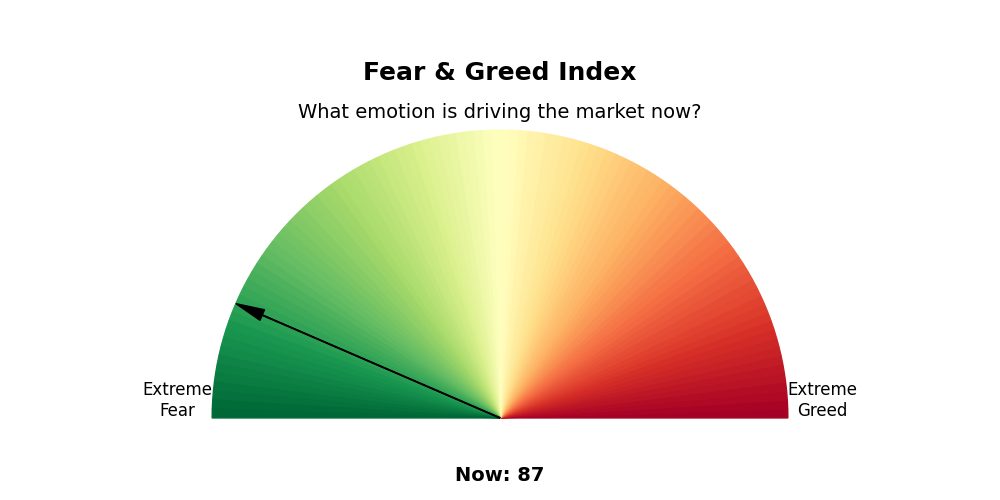 Fear & Greed Index
What emotion is driving the market now?
Extreme
Fear
Extreme
Greed
Now: 87